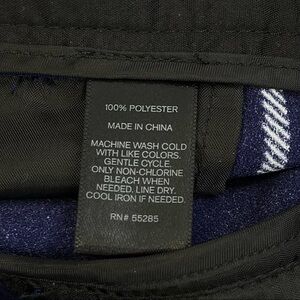 100% POLYESTER
MADE IN CHINA
MACHINE WASH COLD
WITH LIKE COLORS.
GENTLE CYCLE.
ONLY NON-CHLORINE
BLEACH WHEN
NEEDED. LINE DRY.
COOL IRON IF NEEDED.
RN# 55285